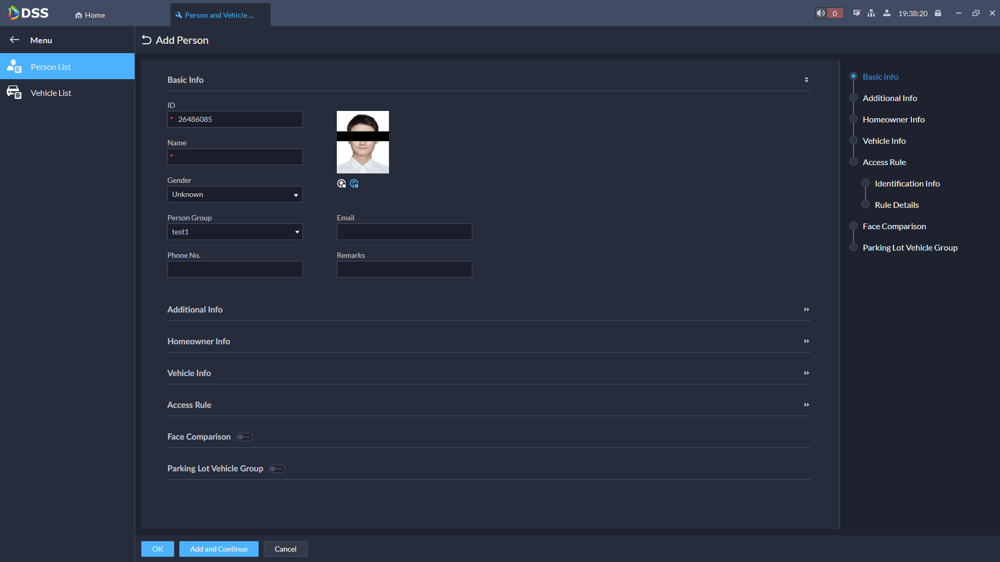 DSS
Home
Person and Vehicle ...
0
19:38:20
Menu
Add Person
Person List
Vehicle List
Basic Info
ID
* 26486085
Name
*
Gender
Unknown
Person Group
test1
Email
Phone No.
Remarks
Additional Info
Homeowner Info
Vehicle Info
Access Rule
Face Comparison
Parking Lot Vehicle Group
Basic Info
Additional Info
Homeowner Info
Vehicle Info
Access Rule
Identification Info
Rule Details
Face Comparison
Parking Lot Vehicle Group
OK
Add and Continue
Cancel